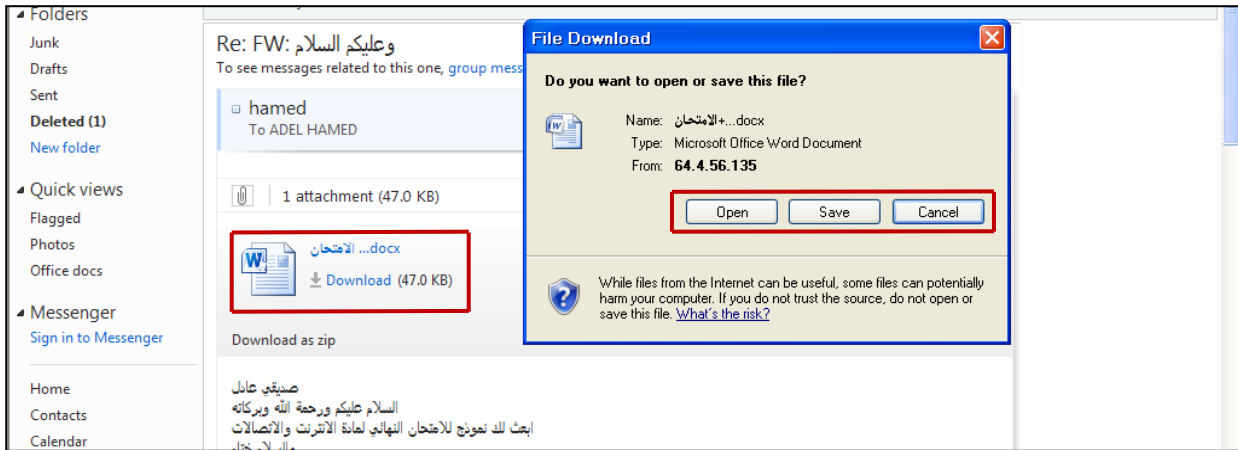 Folders
Junk
Drafts
Sent
Deleted (1)
New folder
Quick views
Flagged
Photos
Office docs
Messenger
Sign in to Messenger
Home
Contacts
Calendar
Re: FW: وعليكم السلام
To see messages related to this one, group mess
hamed
To ADEL HAMED
1 attachment (47.0 KB)
الامتحان ...docx
Download (47.0 KB)
Download as zip
صديقي عادل
السلام عليكم ورحمة الله وبركاته
ابعث لك نموذج للامتحان النهائي لمادة الانترنت والاتصالات
File Download
Do you want to open or save this file?
Name: الامتحان+...docx
Type: Microsoft Office Word Document
From: 64.4.56.135
Open Save Cancel
While files from the Internet can be useful, some files can potentially
harm your computer. If you do not trust the source, do not open or
save this file. What's the risk?